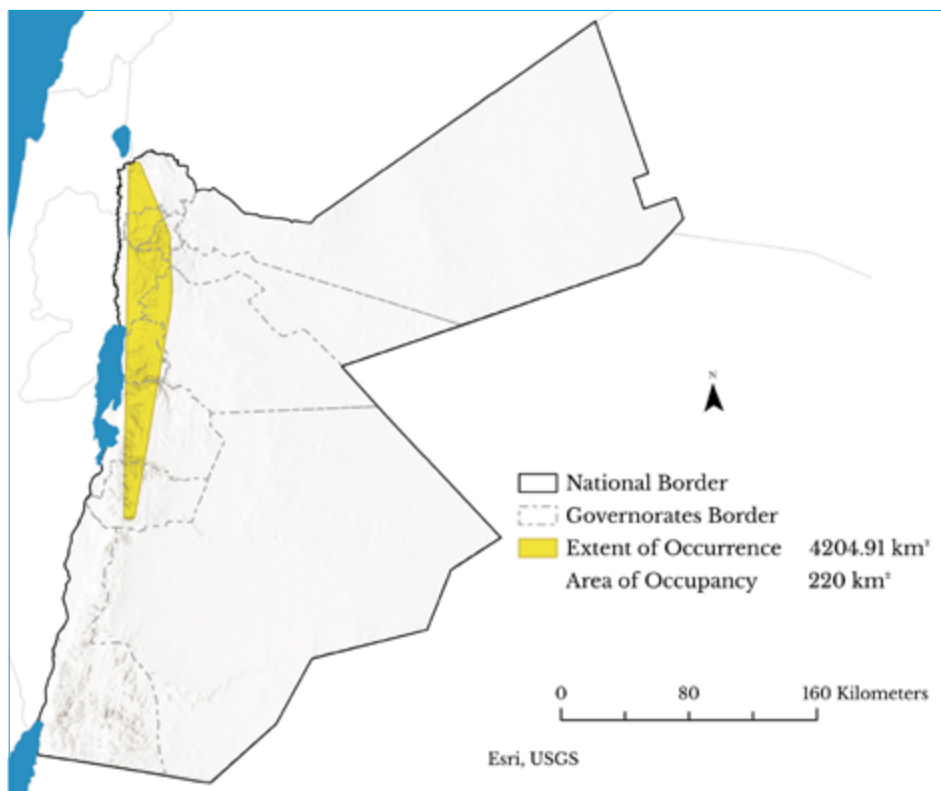 N
National Border
Governorates Border
Extent of Occurrence 4204.91 km²
Area of Occupancy 220 km²
0 80 160 Kilometers
Esri, USGS